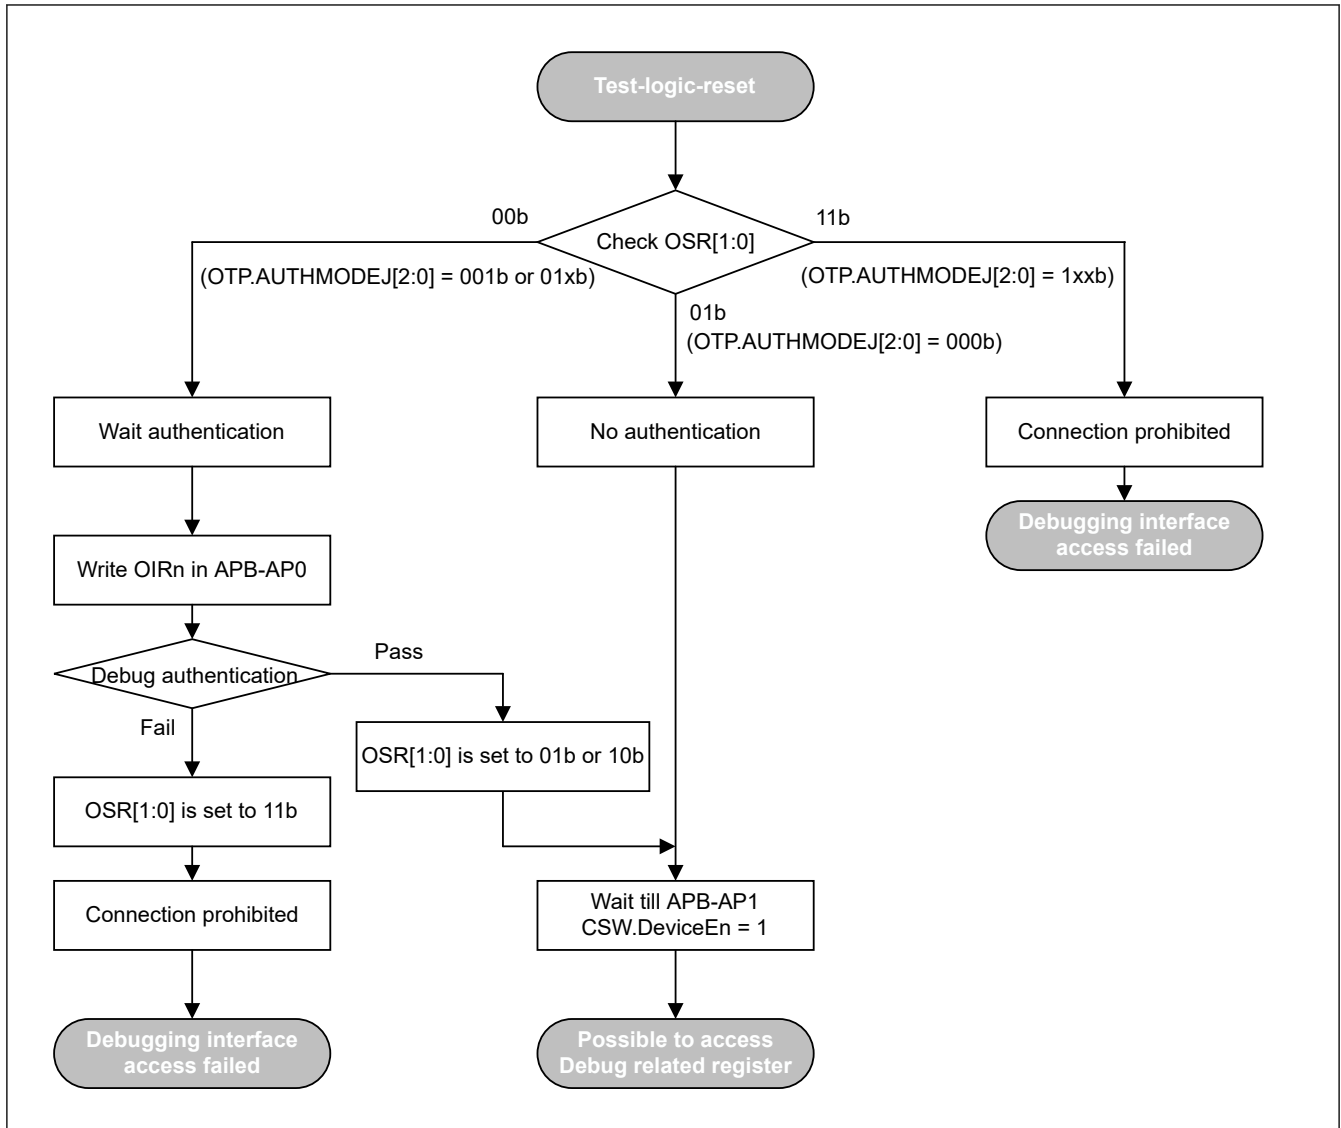 Test-logic-reset
00b
11b
Check OSR[1:0]
(OTP.AUTHMODEJ[2:0] = 001b or 01xb)
(OTP.AUTHMODEJ[2:0] = 1xxb)
01b
(OTP.AUTHMODEJ[2:0] = 000b)
Wait authentication
No authentication
Connection prohibited
Debugging interface
access failed
Write OIRn in APB-AP0
Debug authentication
Pass
Fail
OSR[1:0] is set to 01b or 10b
OSR[1:0] is set to 11b
Connection prohibited
Wait till APB-AP1
CSW.DeviceEn = 1
Debugging interface
access failed
Possible to access
Debug related register